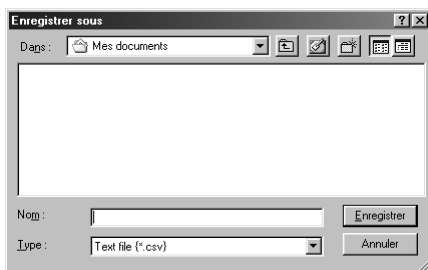 Enregistrer sous
Dans : Mes documents
Nom :
Enregistrer
Type : Text file (*.csv)
Annuler